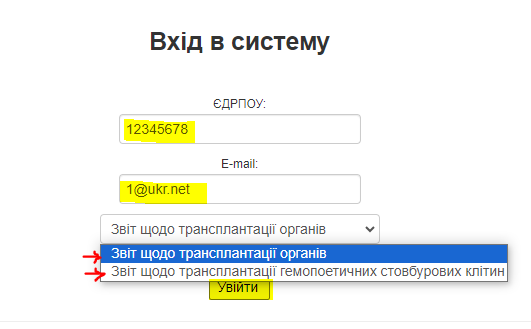 Вхід в систему
ЄДРПОУ:
12345678
E-mail:
1@ukr.net
Звіт щодо трансплантації органів
Звіт щодо трансплантації органів
Звіт щодо трансплантації гемопоетичних стовбурових клітин
Увійти